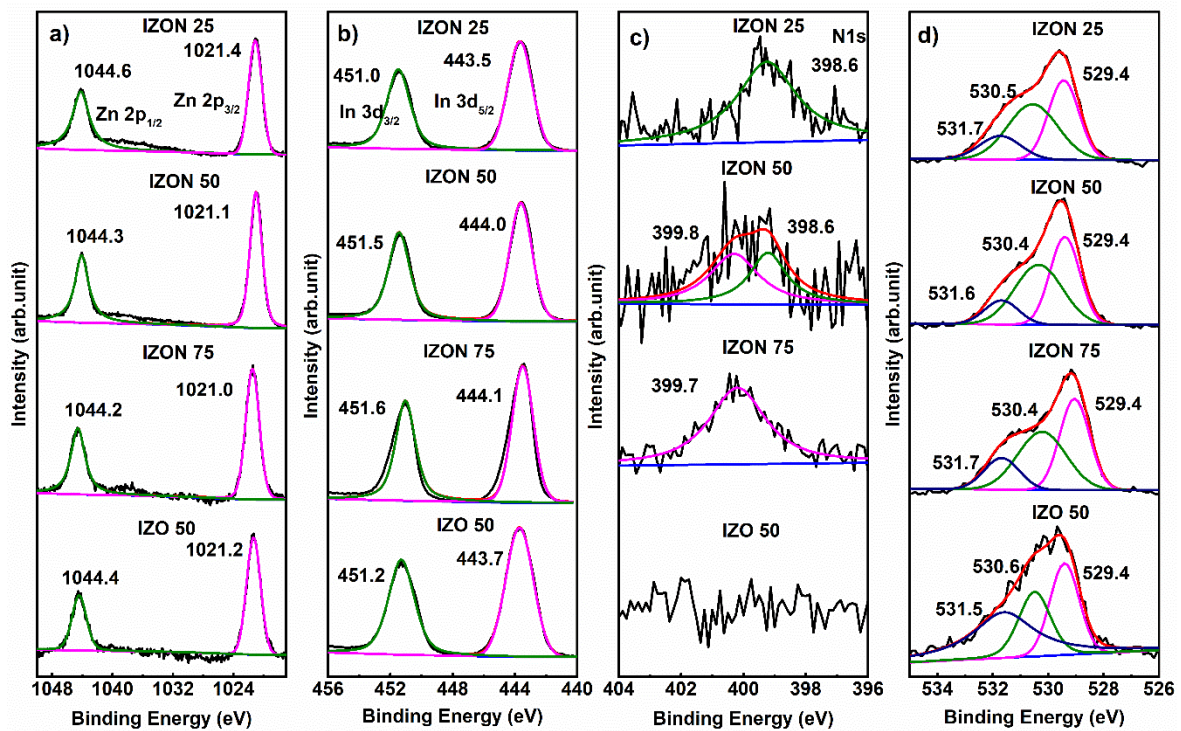 a)
IZON 25
1044.6
1021.4
Zn 2p1/2
Zn 2p3/2
IZON 50
1044.3
1021.1
IZON 75
1044.2
1021.0
IZO 50
1044.4
1021.2
1048 1040 1032 1024
Binding Energy (eV)
Intensity (arb.unit)
b)
IZON 25
451.0
443.5
In 3d3/2
In 3d5/2
IZON 50
451.5
444.0
IZON 75
451.6
444.1
IZO 50
451.2
443.7
456 452 448 444 440
Binding Energy (eV)
Intensity (arb.unit)
c)
IZON 25
N1s
398.6
IZON 50
399.8
398.6
IZON 75
399.7
IZO 50
404 402 400 398 396
Binding Energy (eV)
Intensity (arb.unit)
d)
IZON 25
529.4
530.5
531.7
IZON 50
530.4
529.4
531.6
IZON 75
530.4
529.4
531.7
IZO 50
530.6
529.4
531.5
534 532 530 528 526
Binding Energy (eV)
Intensity (arb.unit)